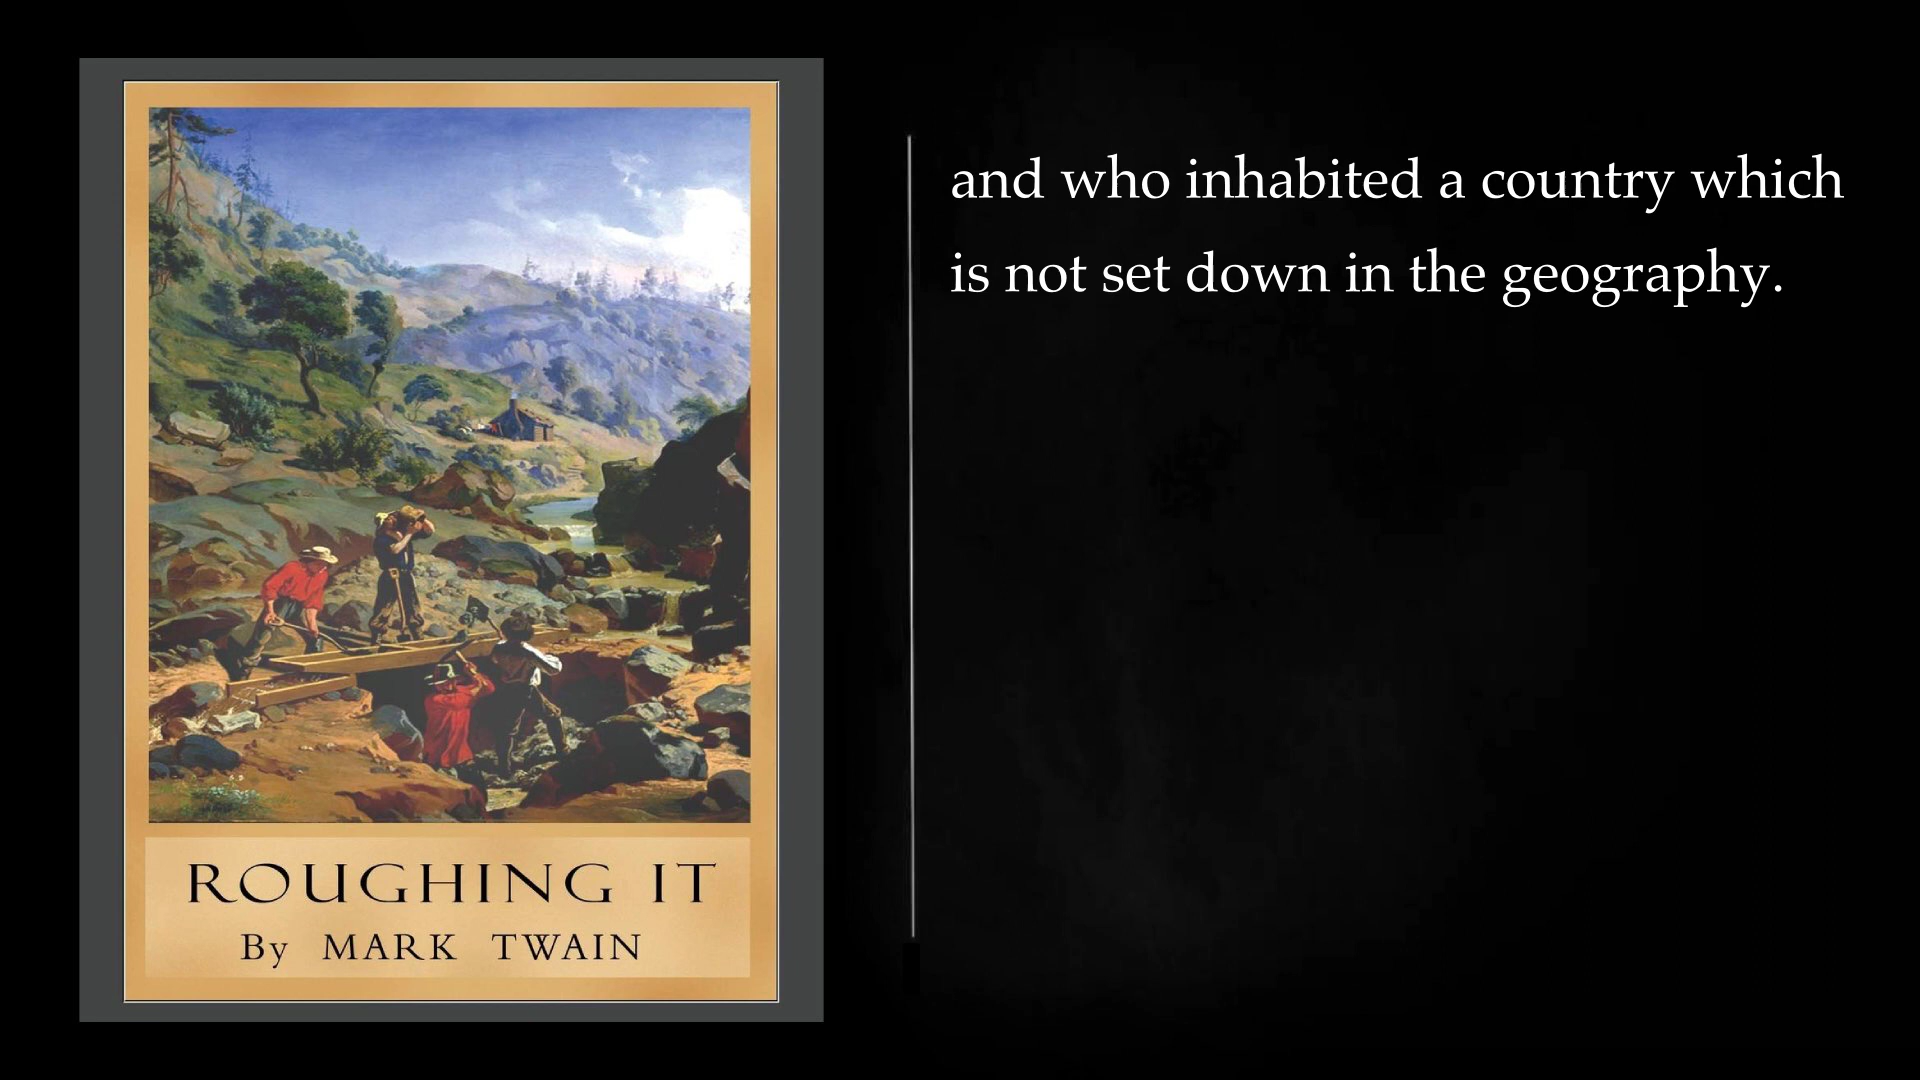 and who inhabited a country which
is not set down in the geography.
ROUGHING IT
By MARK TWAIN